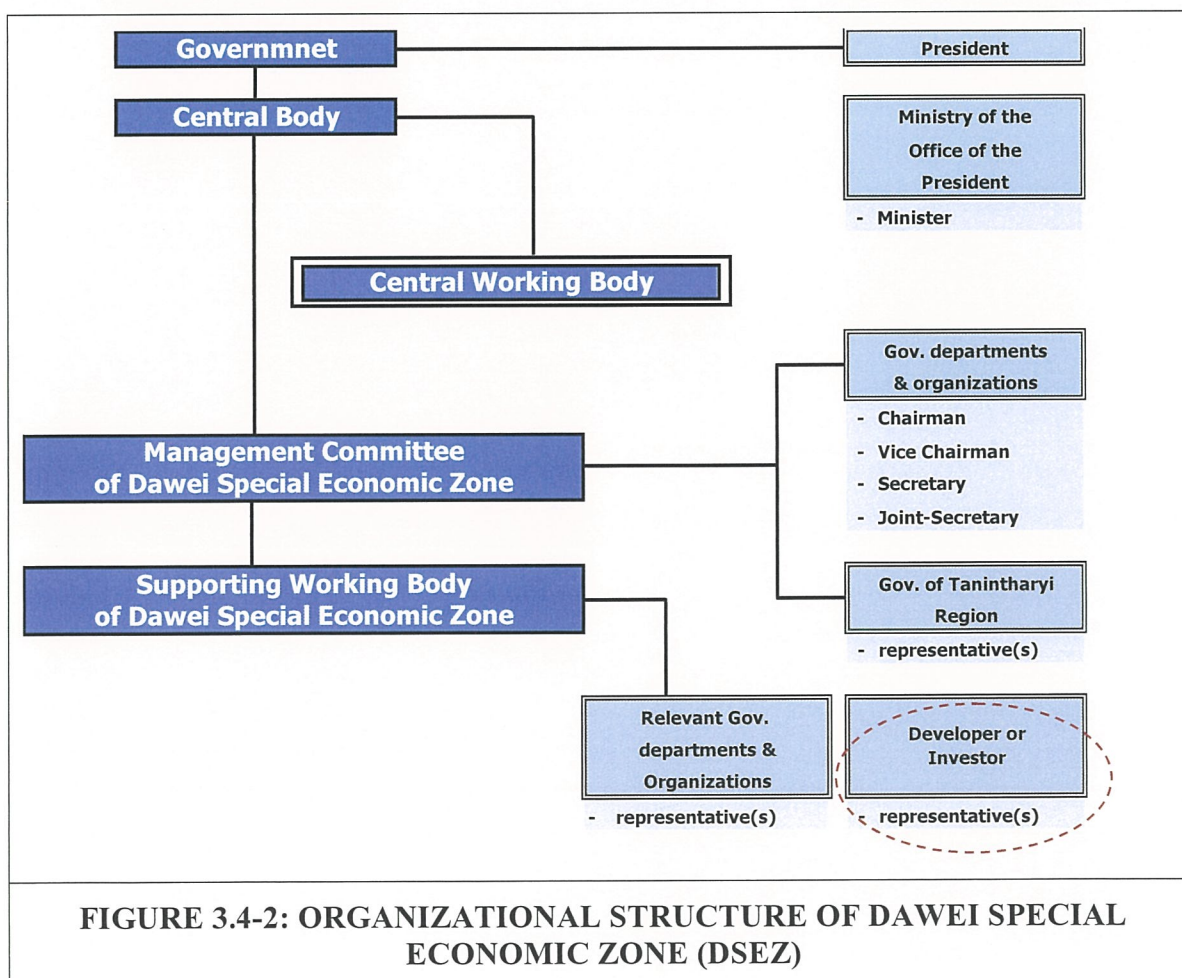 Governmnet
President
Central Body
Ministry of the
Office of the
President
- Minister
Central Working Body
Gov. departments
& organizations
- Chairman
- Vice Chairman
- Secretary
- Joint-Secretary
Management Committee
of Dawei Special Economic Zone
Supporting Working Body
of Dawei Special Economic Zone
Gov. of Tanintharyi
Region
- representative(s)
Relevant Gov.
departments &
Organizations
- representative(s)
Developer or
Investor
- representative(s)
FIGURE 3.4-2: ORGANIZATIONAL STRUCTURE OF DAWEI SPECIAL
ECONOMIC ZONE (DSEZ)